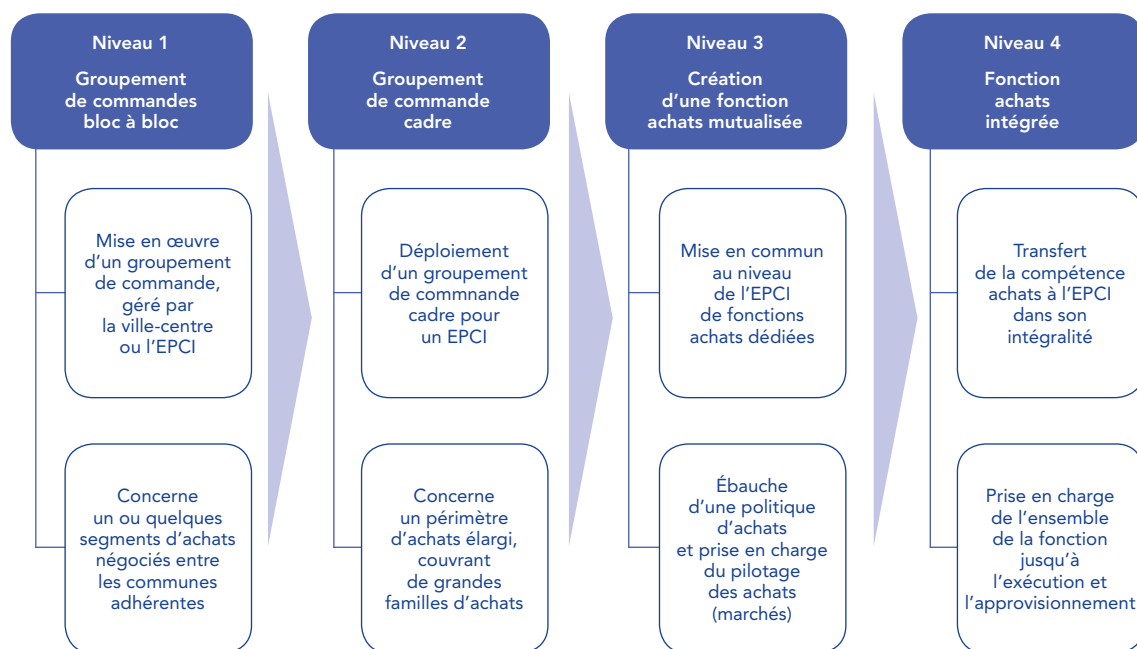 Niveau 1
Groupement
de commandes
bloc à bloc
Mise en œuvre
d'un groupement
de commande,
géré par
la ville-centre
ou l'EPCI
Concerne
un ou quelques
segments d'achats
négociés entre
les communes
adhérentes
Niveau 2
Groupement
de commande
cadre
Déploiement
d'un groupement
de commnande
cadre pour
un EPCI
Concerne
un périmètre
d'achats élargi,
couvrant
de grandes
familles d'achats
Niveau 3
Création
d'une fonction
achats mutualisée
Mise en commun
au niveau
de l'EPCI
de fonctions
achats dédiées
Ébauche
d'une politique
d'achats
et prise en charge
du pilotage
des achats
(marchés)
Niveau 4
Fonction
achats
intégrée
Transfert
de la compétence
achats à l'EPCI
dans son
intégralité
Prise en charge
de l'ensemble
de la fonction
jusqu'à
l'exécution et
l'approvisionnement